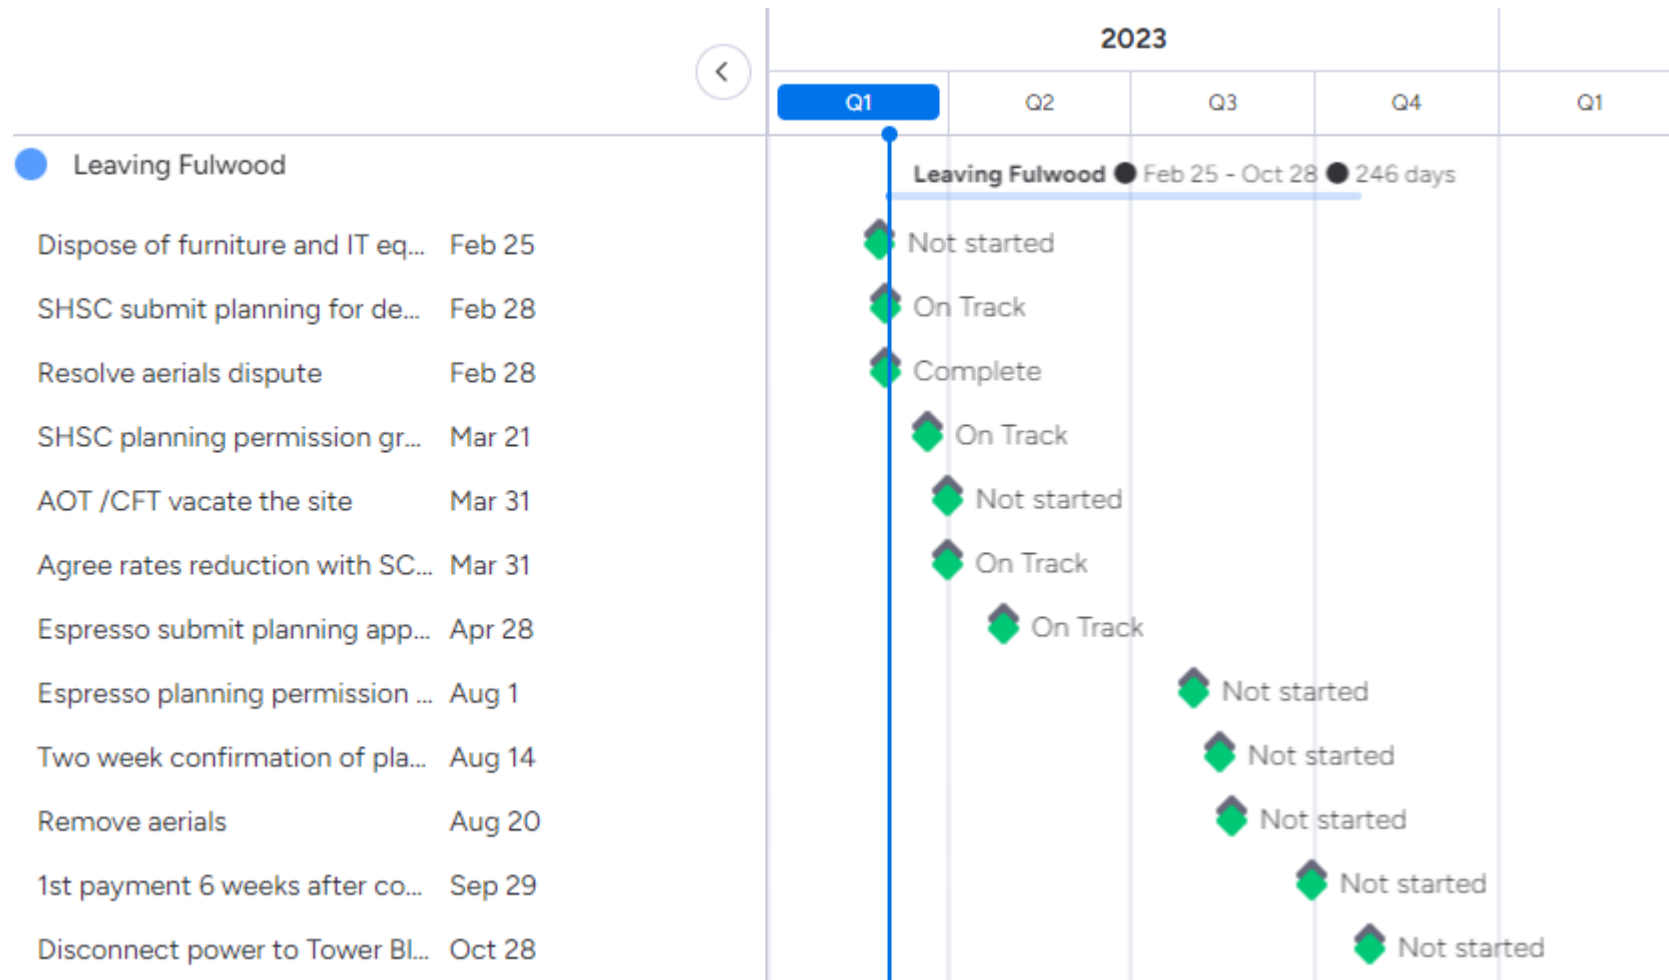 2023
Q1 Q2 Q3 Q4 Q1
Leaving Fulwood
Leaving Fulwood ● Feb 25 - Oct 28 ● 246 days
Dispose of furniture and IT eq... Feb 25 Not started
SHSC submit planning for de... Feb 28 On Track
Resolve aerials dispute Feb 28 Complete
SHSC planning permission gr... Mar 21 On Track
AOT /CFT vacate the site Mar 31 Not started
Agree rates reduction with SC... Mar 31 On Track
Espresso submit planning app... Apr 28 On Track
Espresso planning permission ... Aug 1 Not started
Two week confirmation of pla... Aug 14 Not started
Remove aerials Aug 20 Not started
1st payment 6 weeks after co... Sep 29 Not started
Disconnect power to Tower Bl... Oct 28 Not started